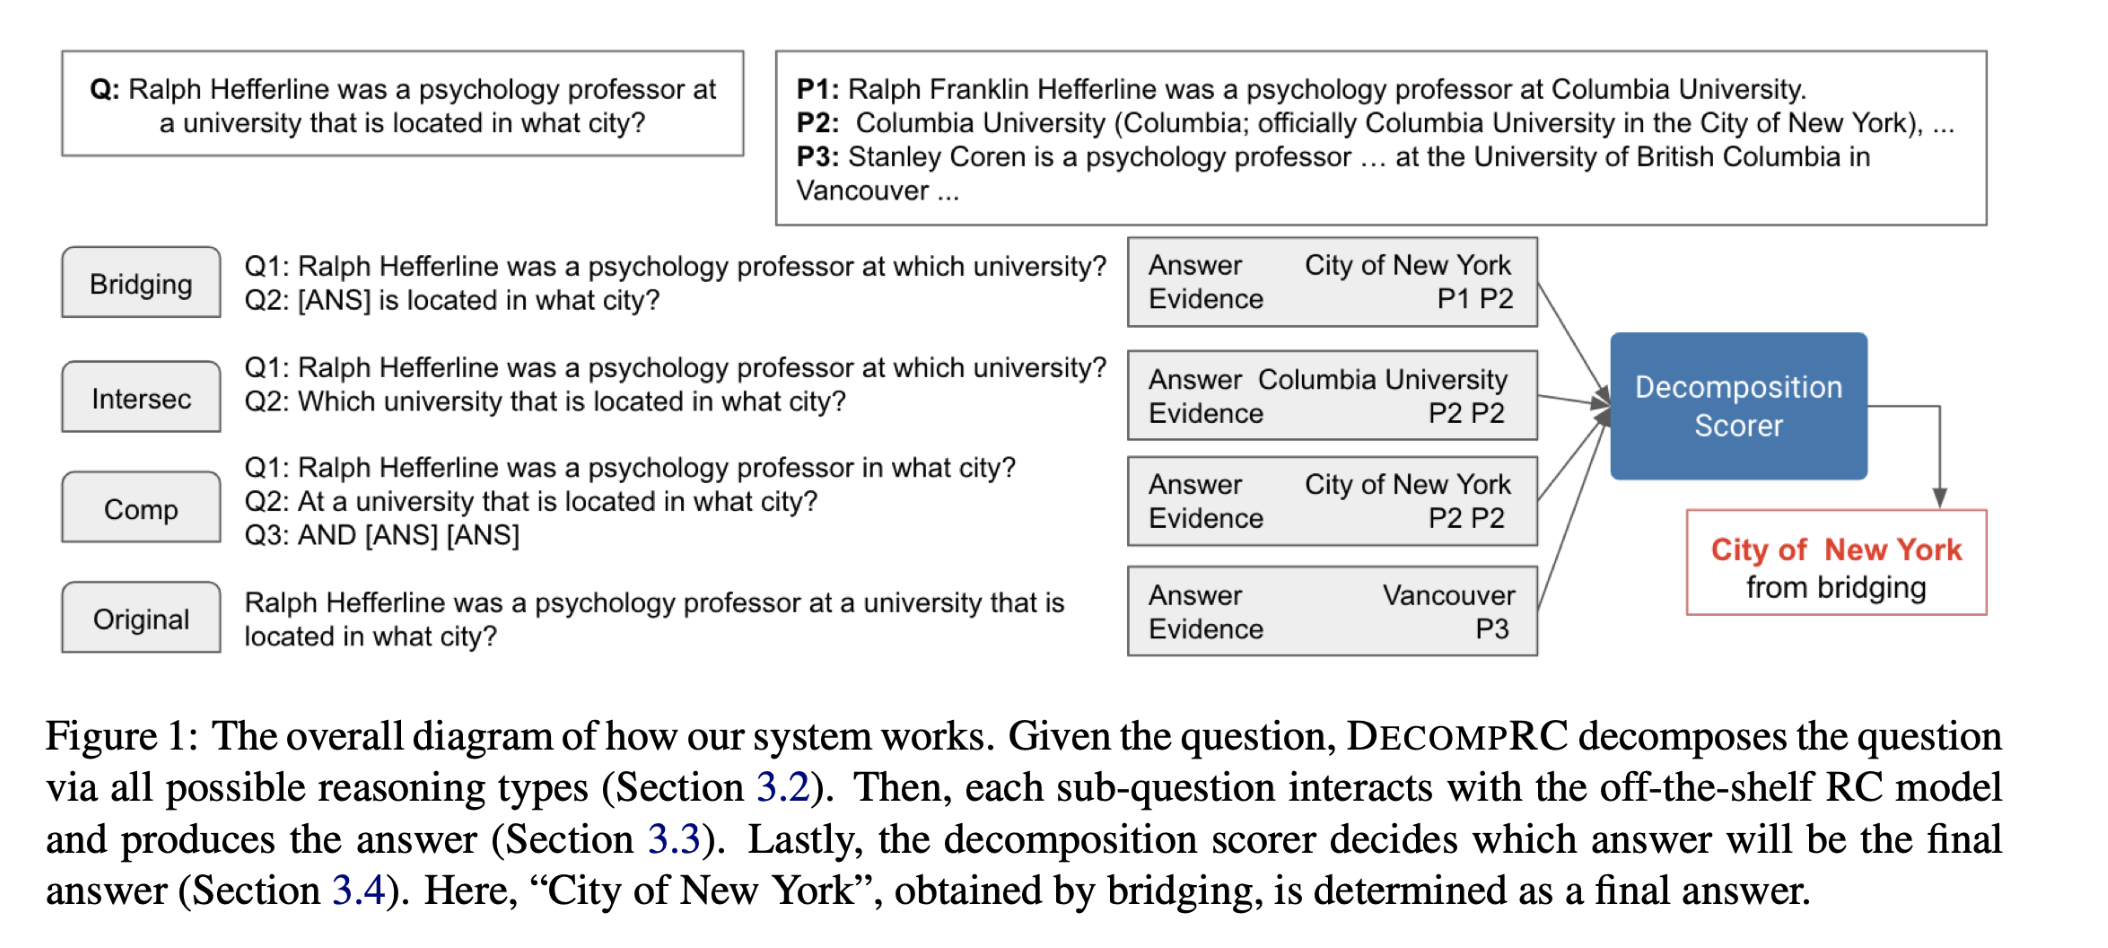 Q: Ralph Hefferline was a psychology professor at
a university that is located in what city?
P1: Ralph Franklin Hefferline was a psychology professor at Columbia University.
P2: Columbia University (Columbia; officially Columbia University in the City of New York), ...
P3: Stanley Coren is a psychology professor … at the University of British Columbia in
Vancouver ...
Bridging
Q1: Ralph Hefferline was a psychology professor at which university?
Q2: [ANS] is located in what city?
Answer City of New York
Evidence P1 P2
Intersec
Q1: Ralph Hefferline was a psychology professor at which university?
Q2: Which university that is located in what city?
Answer Columbia University
Evidence P2 P2
Comp
Q1: Ralph Hefferline was a psychology professor in what city?
Q2: At a university that is located in what city?
Q3: AND [ANS] [ANS]
Answer City of New York
Evidence P2 P2
Original
Ralph Hefferline was a psychology professor at a university that is
located in what city?
Answer Vancouver
Evidence P3
Decomposition
Scorer
City of New York
from bridging
Figure 1: The overall diagram of how our system works. Given the question, DECOMPRC decomposes the question
via all possible reasoning types (Section 3.2). Then, each sub-question interacts with the off-the-shelf RC model
and produces the answer (Section 3.3). Lastly, the decomposition scorer decides which answer will be the final
answer (Section 3.4). Here, “City of New York”, obtained by bridging, is determined as a final answer.